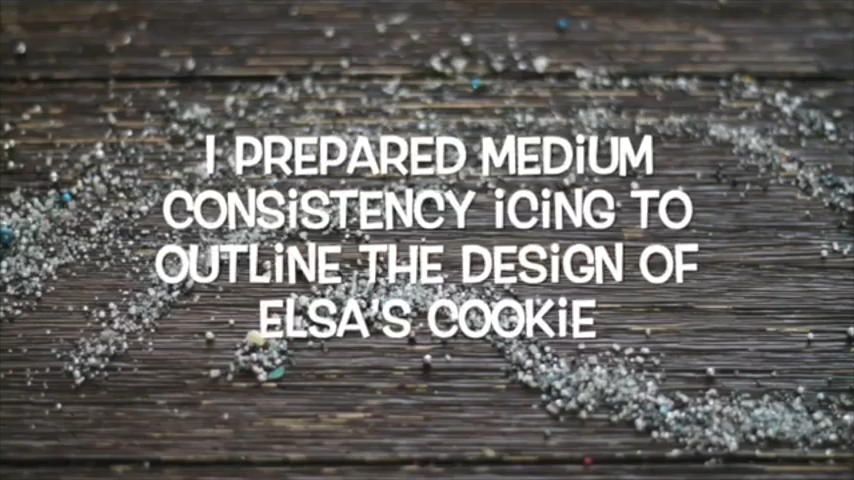 I PREPARED MEDiUM
CONSiSTENCY iCiNG TO
OUTLiNE THE DESiGN OF
ELSA'S COOKiE